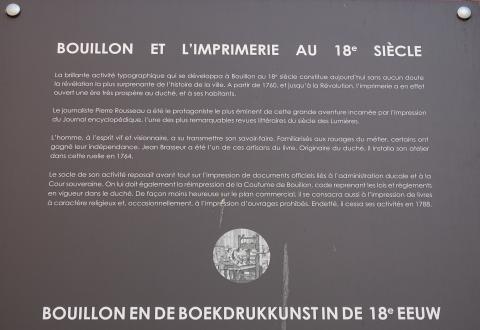 BOUILLON ET L'IMPRIMERIE AU 18e SIÈCLE
La brillante activité typographique qui se développa à Bouillon au 18e siècle constitue aujourd'hui sans aucun doute
la révélation la plus surprenante de l'histoire de la ville. A partir de 1760, et jusqu'à la Révolution, l'imprimerie a en effet
ouvert une ère très prospère au duché, et à ses habitants.
Le journaliste Pierre Rousseau a été le protagoniste le plus éminent de cette grande aventure incarnée par l'impression
du Journal encyclopédique, l'une des plus remarquables revues littéraires du siècle des Lumières.
L'homme, à l'esprit vif et visionnaire, a su transmettre son savoir-faire. Familiarisés aux rouages du métier, certains ont
gagné leur indépendance. Jean Brasseur a été l'un de ces artisans du livre. Originaire du duché, il installa son atelier
dans cette ruelle en 1764.
Le socle de son activité reposait avant tout sur l'impression de documents officiels liés à l'administration ducale et à la
Cour souveraine. On lui doit également la réimpression de la Coutume de Bouillon, code reprenant les lois et règlements
en vigueur dans le duché. De façon moins heureuse sur le plan commercial, il se consacra aussi à l'impression de livres
à caractère religieux et, occasionnellement, à l'impression d'ouvrages prohibés. Endetté, il cessa ses activités en 1788.
BOUILLON EN DE BOEKDRUKKUNST IN DE 18e EEUW